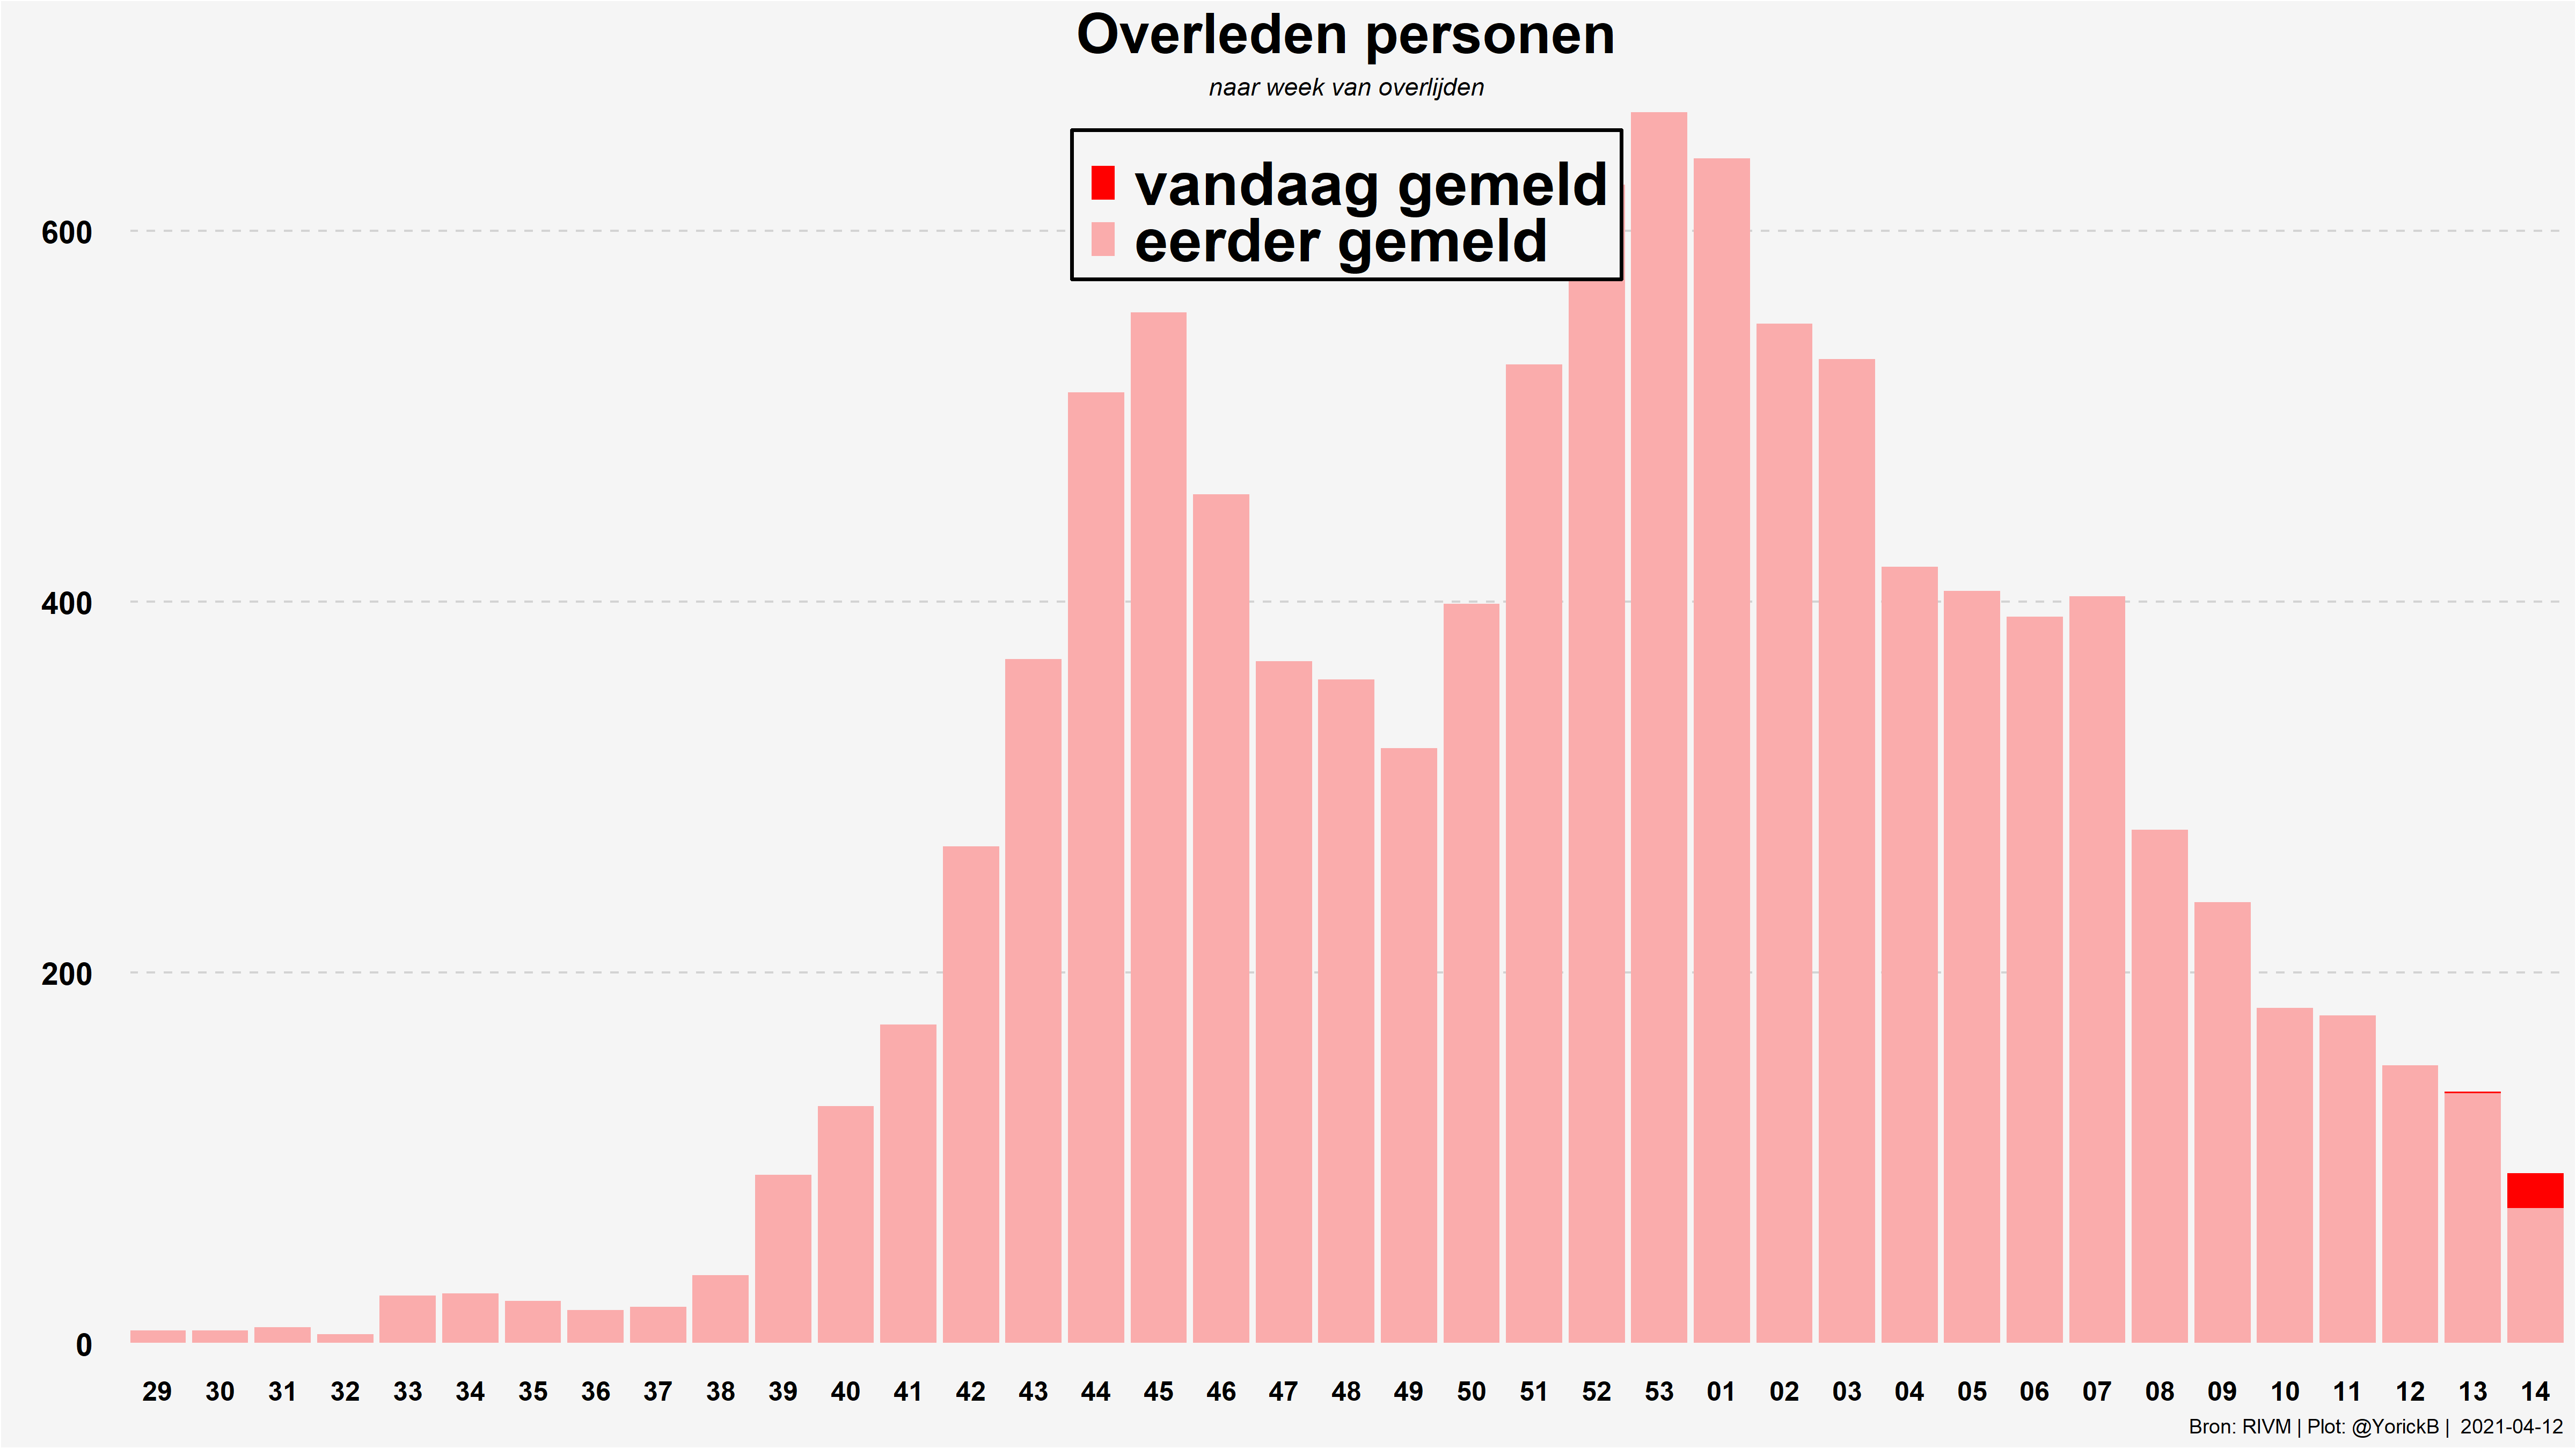 Overleden personen
naar week van overlijden
vandaag gemeld
eerder gemeld
600
400
200
0
29 30 31 32 33 34 35 36 37 38 39 40 41 42 43 44 45 46 47 48 49 50 51 52 53 01 02 03 04 05 06 07 08 09 10 11 12 13 14
Bron: RIVM | Plot: @YorickB | 2021-04-12